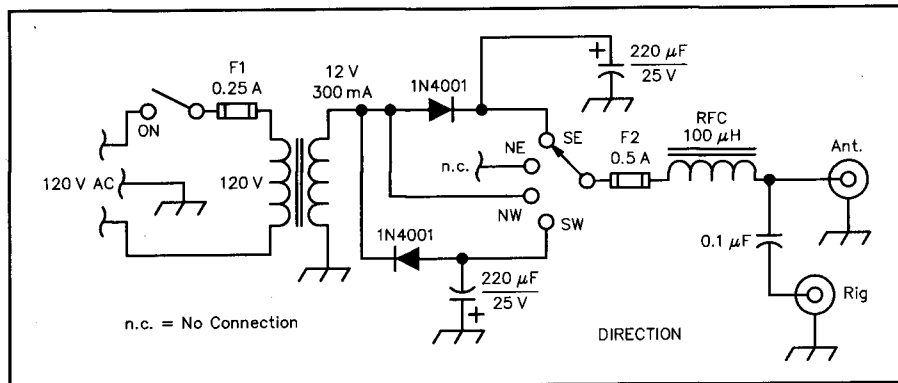 F1
0.25 A
ON
120 V AC
120 V
12 V
300 mA
1N4001
1N4001
+
220 μF
25 V
220 μF
25 V
+
n.c.
NE
SE
NW
SW
F2
0.5 A
RFC
100 μH
Ant.
0.1 μF
Rig
n.c. = No Connection
DIRECTION